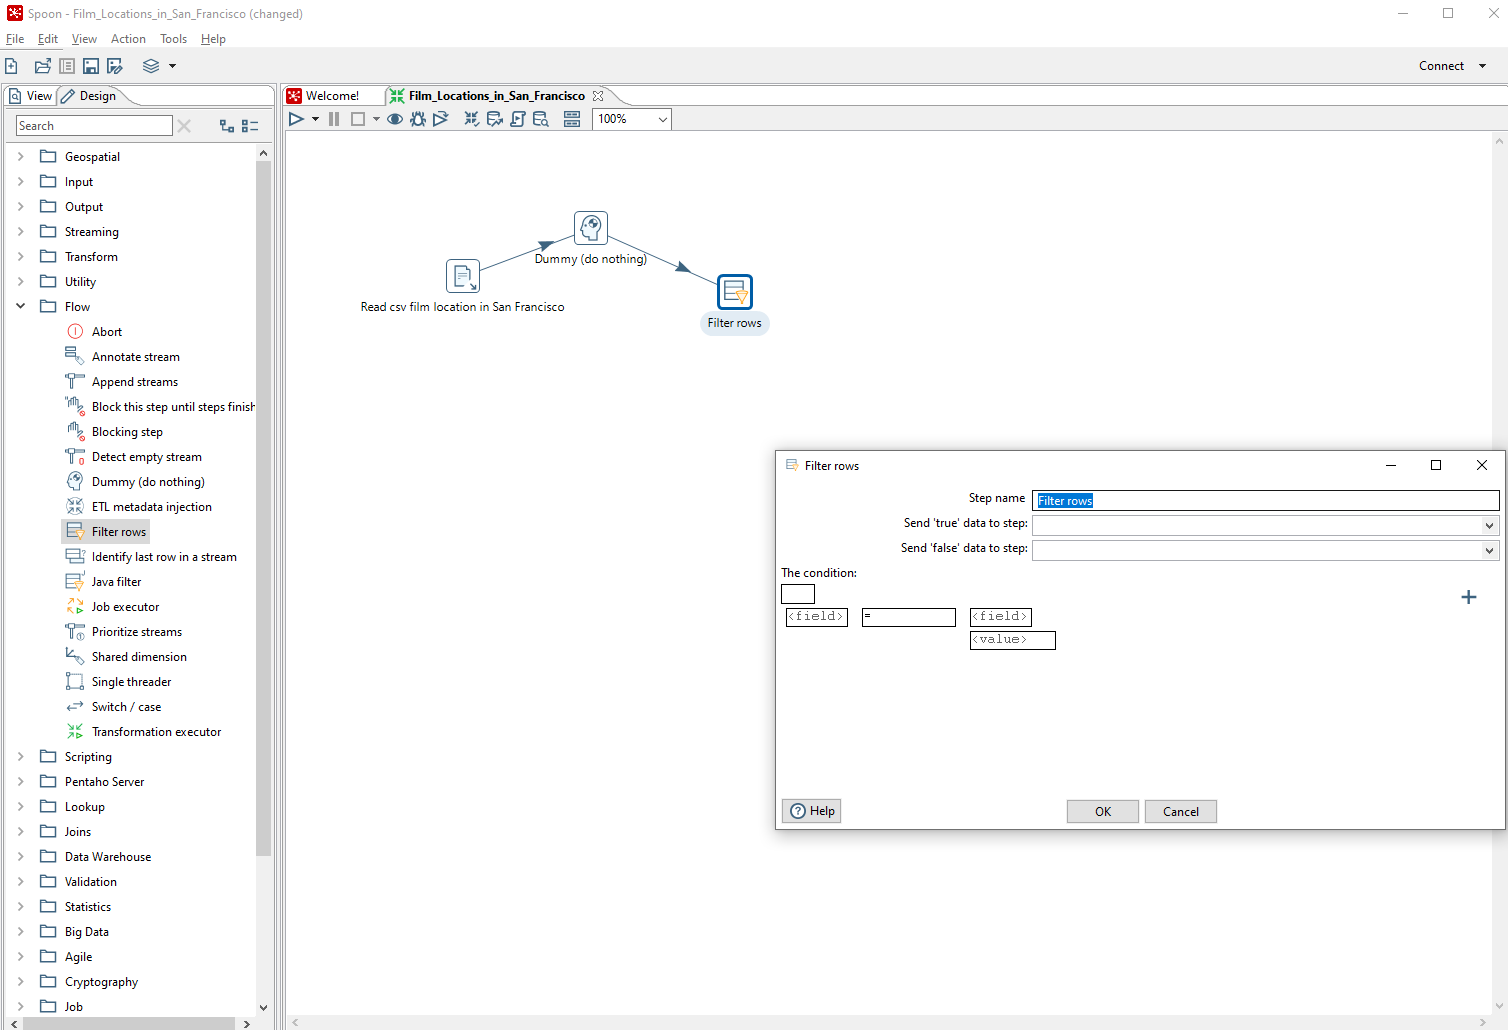 Spoon - Film_Locations_in_San_Francisco (changed)
File Edit View Action Tools Help
Connect
View Design
Welcome! Film_Locations_in_San_Francisco
Search
100%
Geospatial
Input
Output
Streaming
Transform
Utility
Flow
Abort
Annotate stream
Append streams
Block this step until steps finish
Blocking step
Detect empty stream
Dummy (do nothing)
ETL metadata injection
Filter rows
Identify last row in a stream
Java filter
Job executor
Prioritize streams
Shared dimension
Single threader
Switch / case
Transformation executor
Scripting
Pentaho Server
Lookup
Joins
Data Warehouse
Validation
Statistics
Big Data
Agile
Cryptography
Job
Dummy (do nothing)
Read csv film location in San Francisco
Filter rows
Filter rows
Step name Filter rows
Send 'true' data to step:
Send 'false' data to step:
The condition:
<field> = <field>
<value>
Help OK Cancel